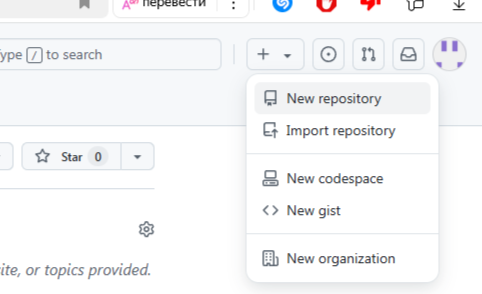 перевести
ype / to search
New repository
Import repository
Star 0
New codespace
New gist
New organization
ite, or topics provided.